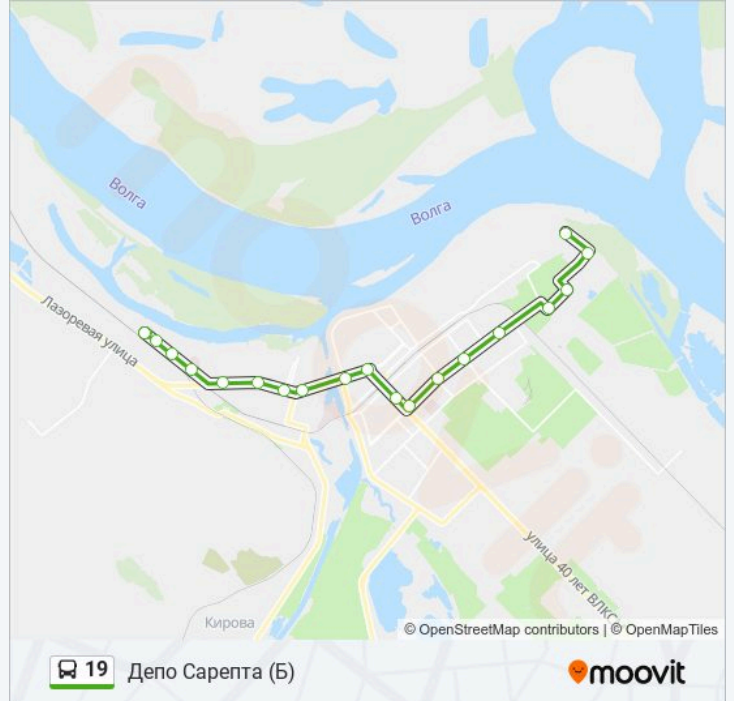 Волга
Волга
Лазоревая улица
улица 40 лет ВЛКС
Кирова
© OpenStreetMap contributors | © OpenMapTiles
19 Депо Сарепта (Б)
moovit